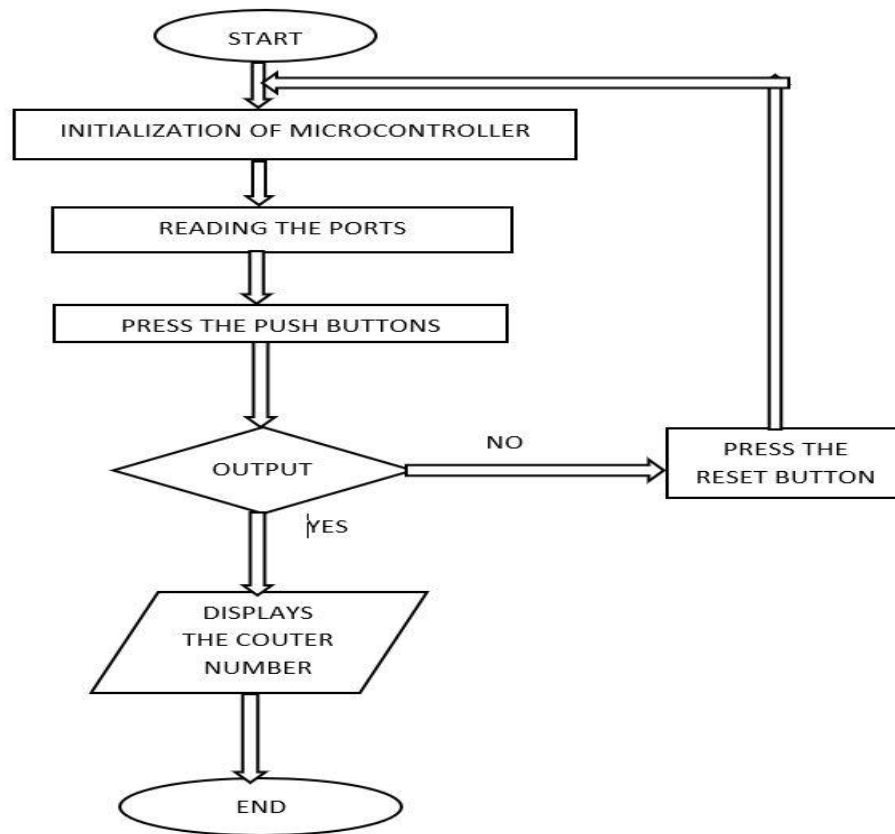 START
INITIALIZATION OF MICROCONTROLLER
READING THE PORTS
PRESS THE PUSH BUTTONS
OUTPUT
NO
PRESS THE
RESET BUTTON
YES
DISPLAYS
THE COUTER
NUMBER
END